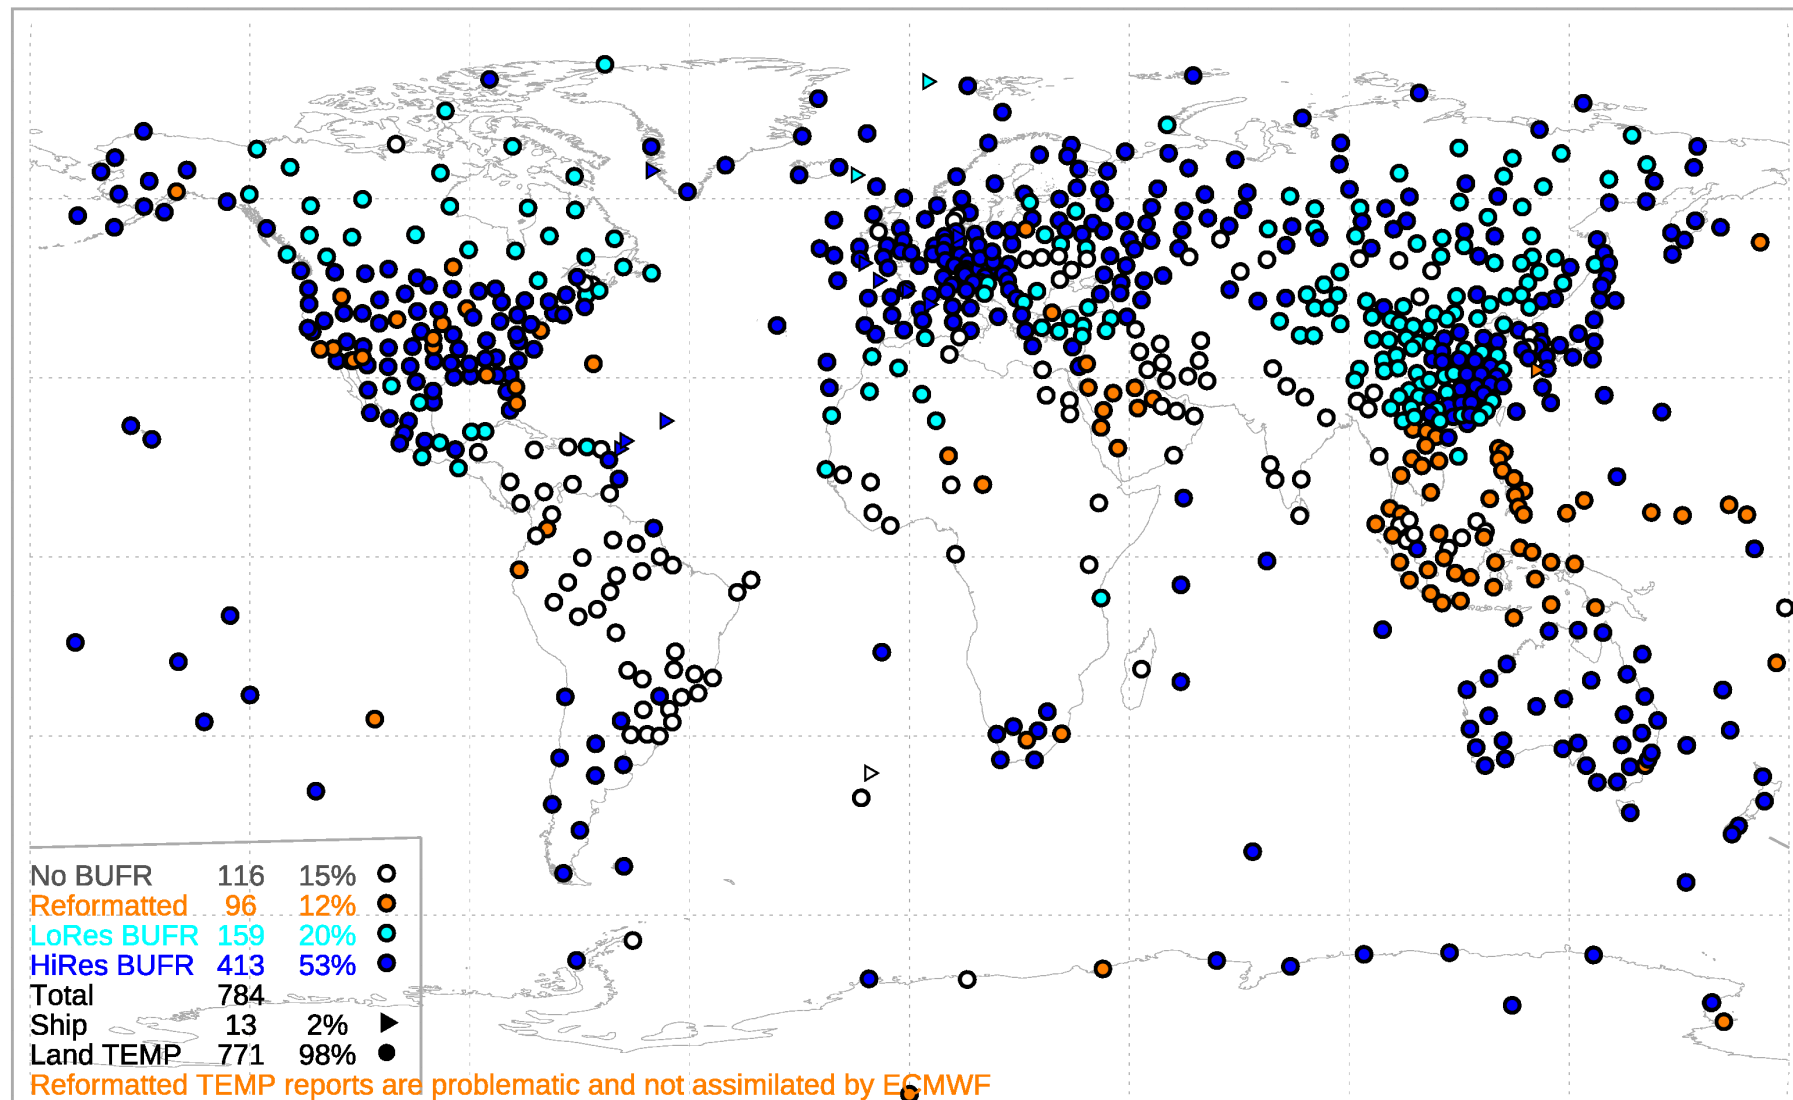 No BUFR 116 15%
Reformatted 96 12%
LoRes BUFR 159 20%
HiRes BUFR 413 53%
Total 784
Ship 13 2%
Land TEMP 771 98%
Reformatted TEMP reports are problematic and not assimilated by ECMWF